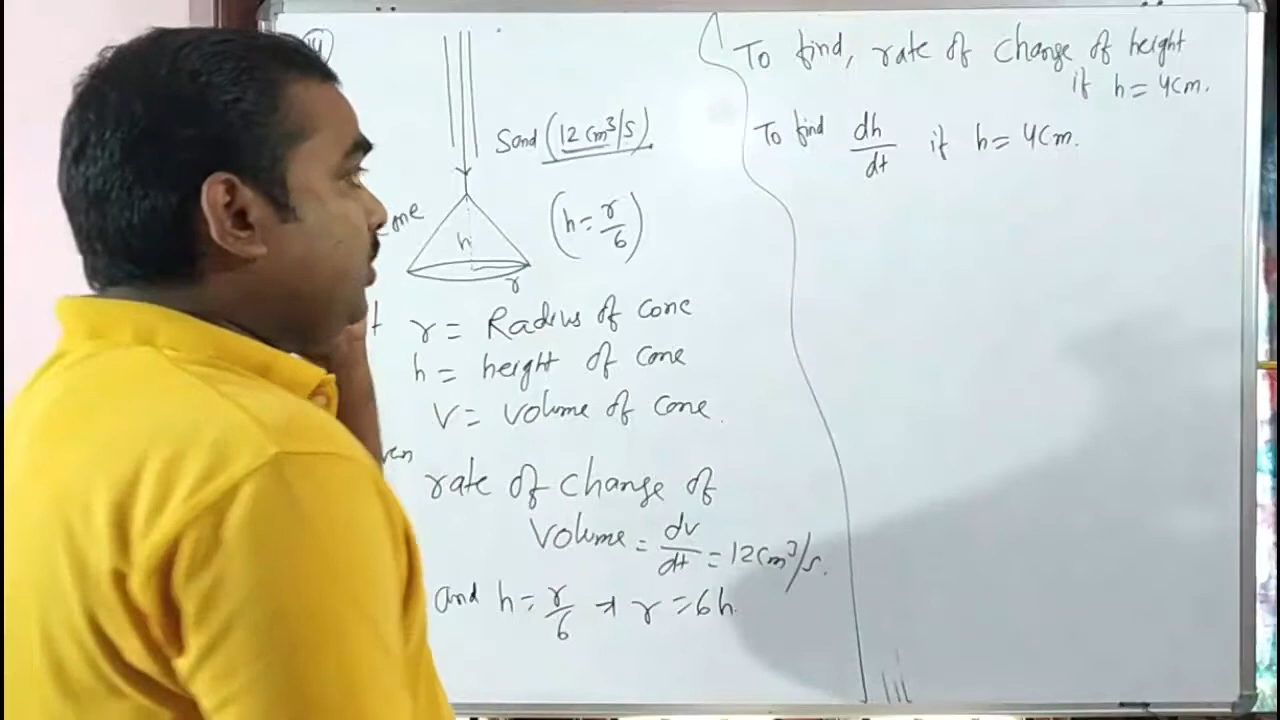 14
Sand (12 cm³/s)
(h = r/6)
h
r
r = Radius of cone
h = height of cone
V = Volume of cone.
rate of change of
Volume = dv/dt = 12cm³/s.
and h = r/6 → r = 6h.
To find, rate of change of height
if h = 4cm.
To find dh/dt if h = 4cm.